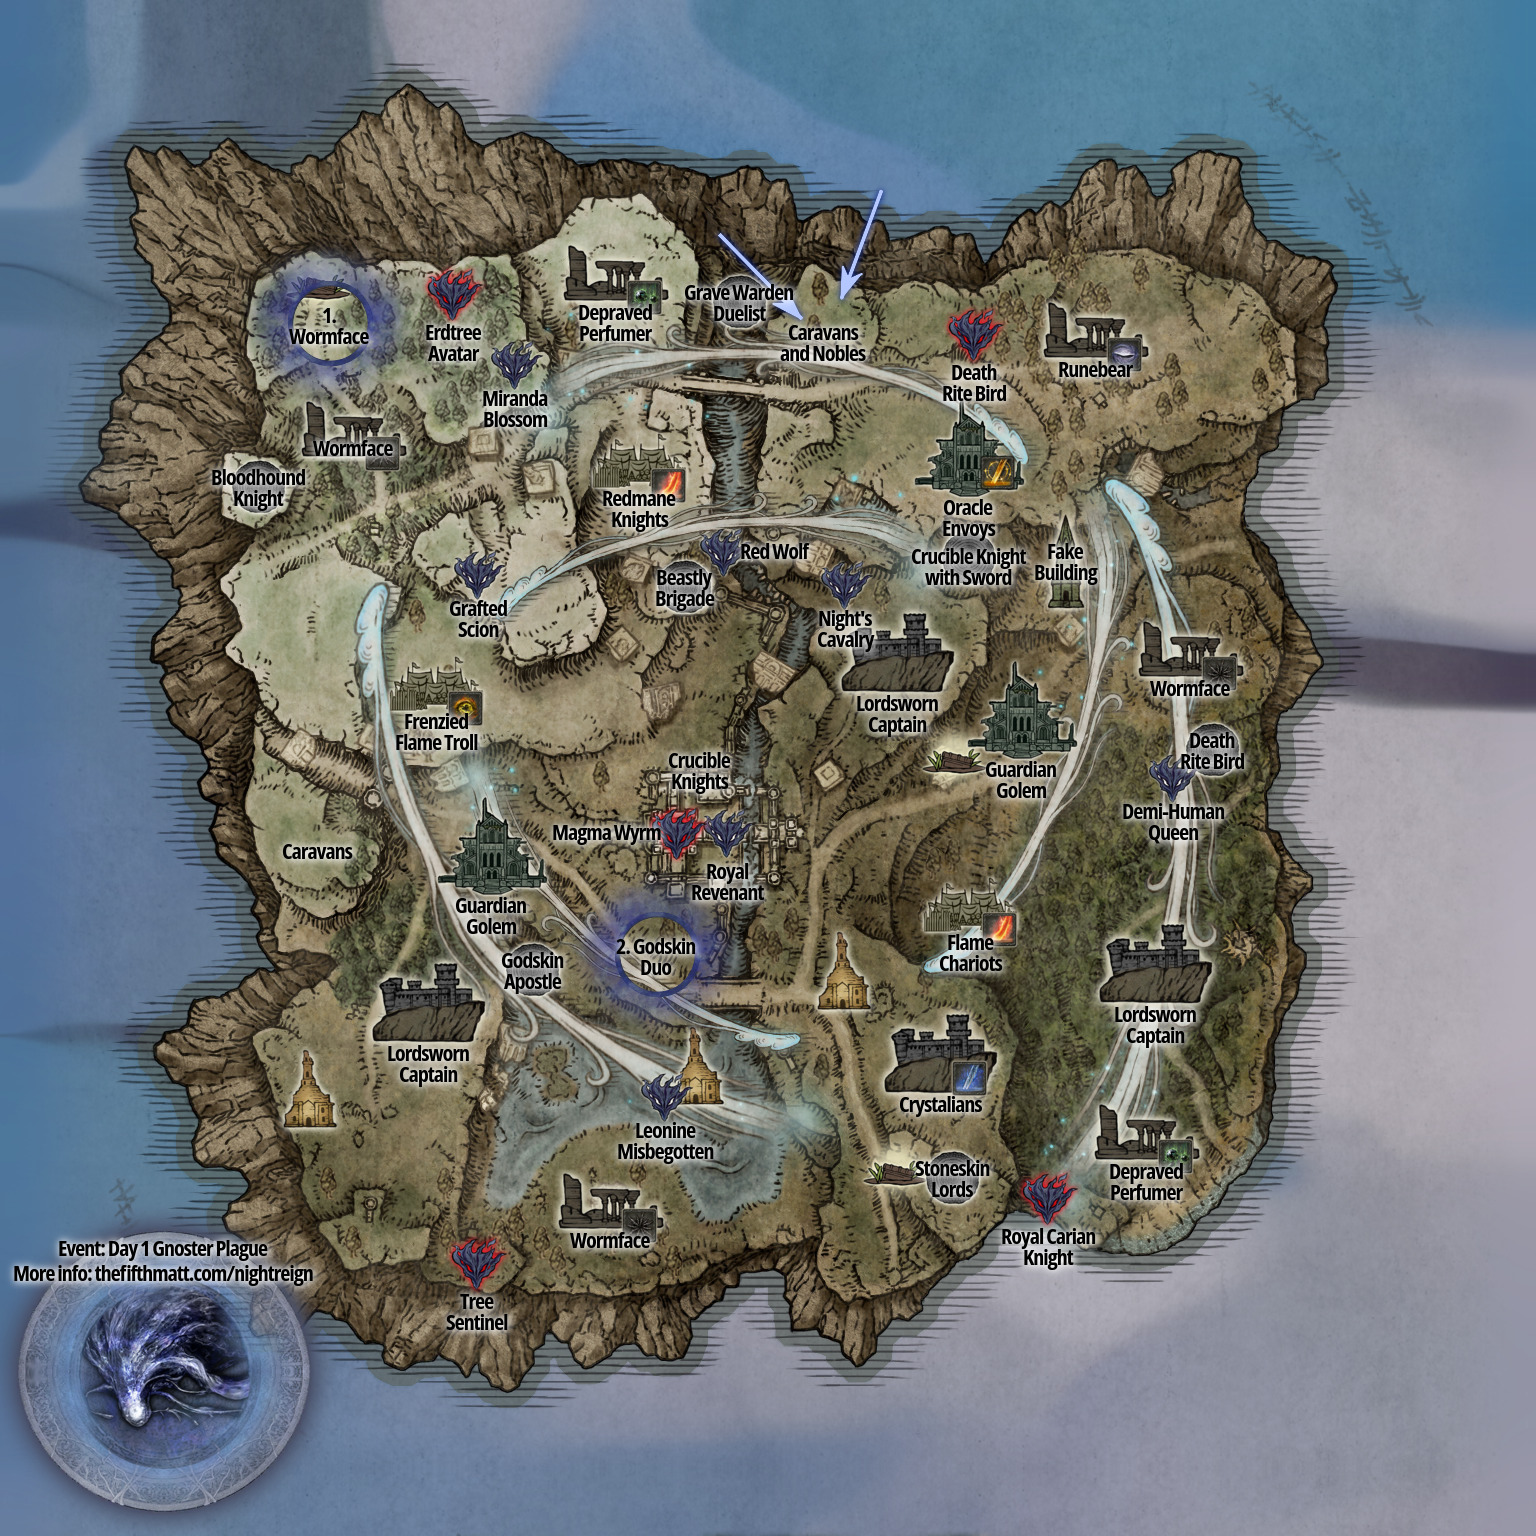 1.
Wormface
Erdtree
Avatar
Depraved
Perfumer
Grave Warden
Duelist
Caravans
and Nobles
Death
Rite Bird
Runebear
Miranda
Blossom
Wormface
Bloodhound
Knight
Redmane
Knights
Oracle
Envoys
Crucible Knight
with Sword
Fake
Building
Red Wolf
Beastly
Brigade
Grafted
Scion
Night's
Cavalry
Lordsworn
Captain
Wormface
Frenzied
Flame Troll
Guardian
Golem
Death
Rite Bird
Demi-Human
Queen
Crucible
Knights
Magma Wyrm
Royal
Revenant
Caravans
Guardian
Golem
2. Godskin
Duo
Godskin
Apostle
Flame
Chariots
Lordsworn
Captain
Lordsworn
Captain
Crystalians
Leonine
Misbegotten
Stoneskin
Lords
Depraved
Perfumer
Wormface
Royal Carian
Knight
Tree
Sentinel
Event: Day 1 Gnoster Plague
More info: thefifthmatt.com/nightreign